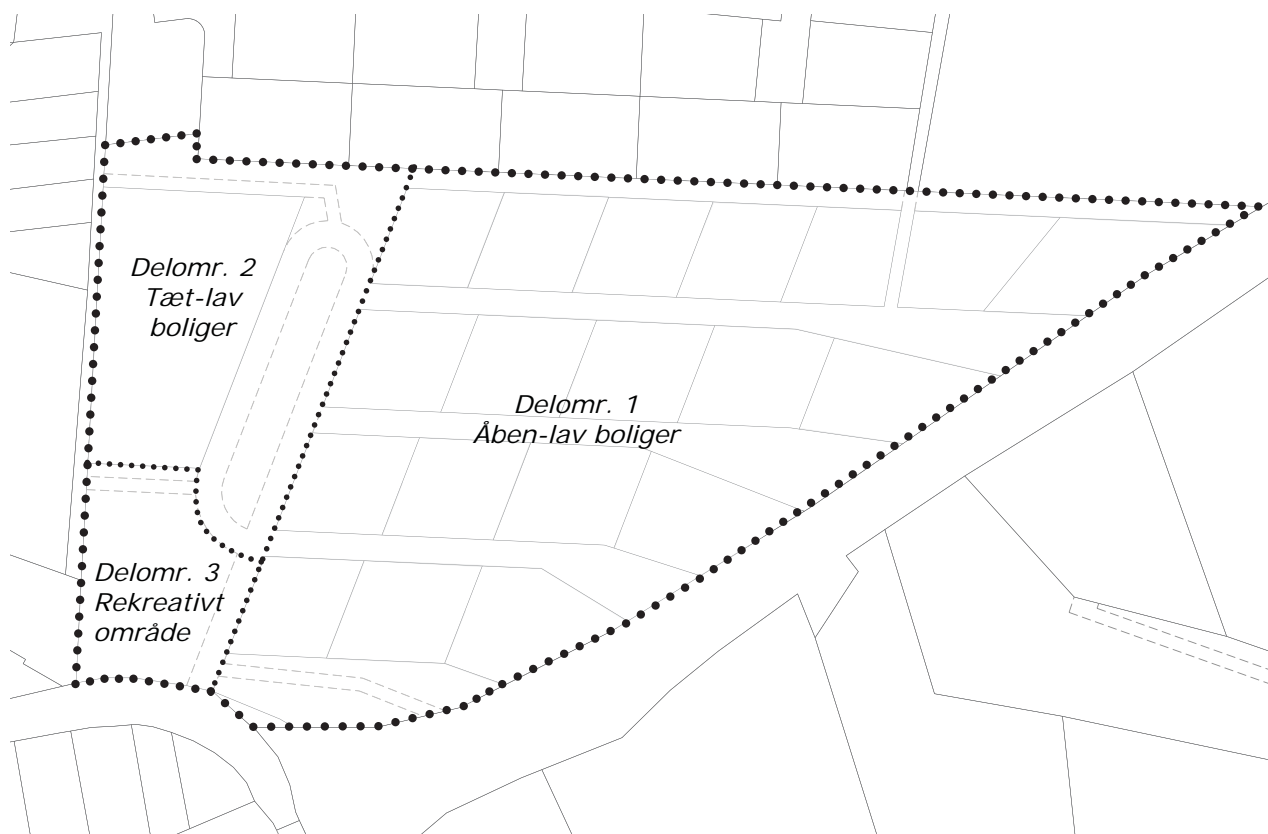 Delomr. 2
Tæt-lav
boliger
Delomr. 1
Åben-lav boliger
Delomr. 3
Rekreativt
område